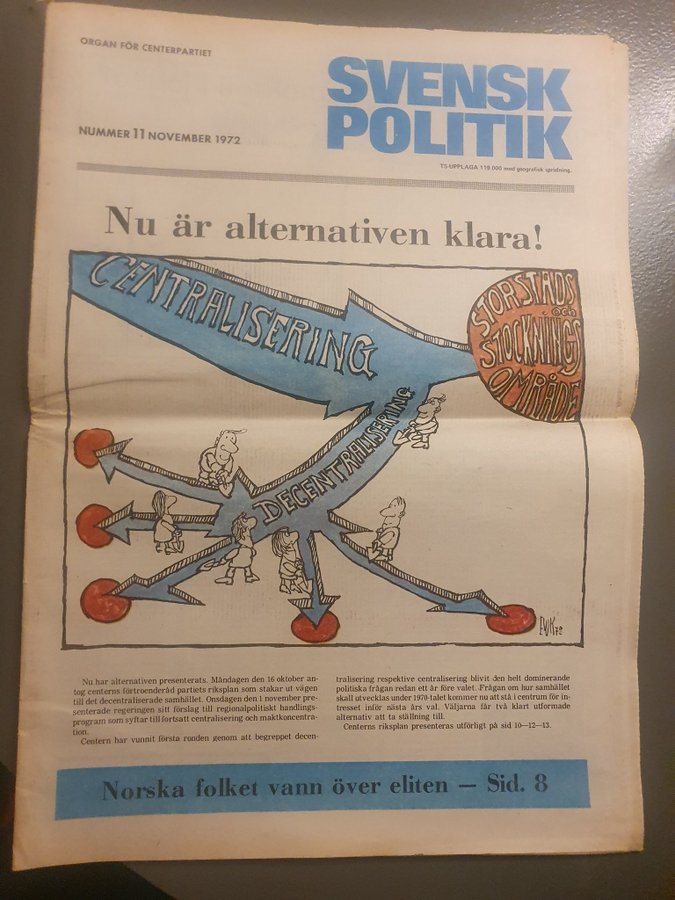 ORGAN FÖR CENTERPARTIET
SVENSK
POLITIK
NUMMER 11 NOVEMBER 1972
TS-UPPLAGA 119.000 med geografisk spridning.
Nu är alternativen klara!
CENTRALISERING
STORSTADS
och
STOCKNINGS
OMRÅDE
DECENTRALISERING
EWK 72
Nu har alternativen presenterats. Måndagen den 16 oktober an-
tog centerns förtroenderåd partiets riksplan som stakar ut vägen
till det decentraliserade samhället. Onsdagen den 1 november pre-
senterade regeringen sitt förslag till regionalpolitiskt handlings-
program som syftar till fortsatt centralisering och maktkoncentra-
tion.
Centern har vunnit första ronden genom att begreppet decen-
tralisering respektive centralisering blivit den helt dominerande
politiska frågan redan ett år före valet. Frågan om hur samhället
skall utvecklas under 1970-talet kommer nu att stå i centrum för in-
tresset inför nästa års val. Väljarna får två klart utformade
alternativ att ta ställning till.
Centerns riksplan presenteras utförligt på sid 10—12—13.
Norska folket vann över eliten — Sid. 8